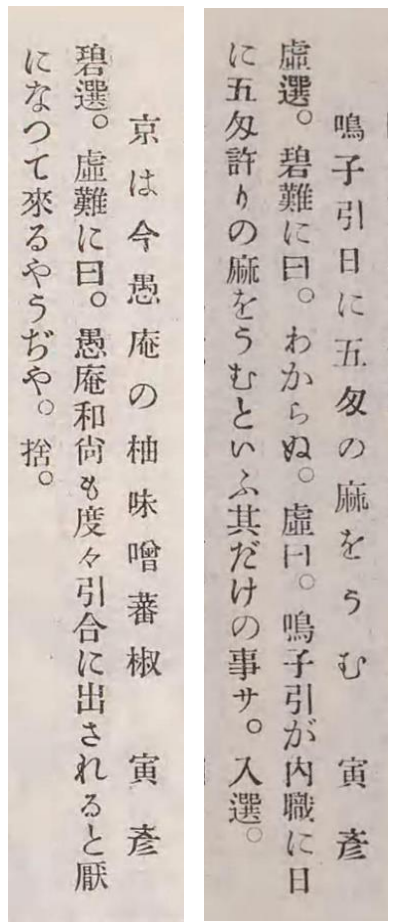 鳴子引日に五匁の麻をうむ　寅彥
虛選。碧難に曰。わからぬ。虛曰。鳴子引が內職に日
に五匁許りの麻をうむといふ其だけの事サ。入選。
京は今愚庵の柚味噌蕃椒　寅彥
碧選。虛難に曰。愚庵和尙も度々引合に出されると厭
になつて來るやうぢや。捨。